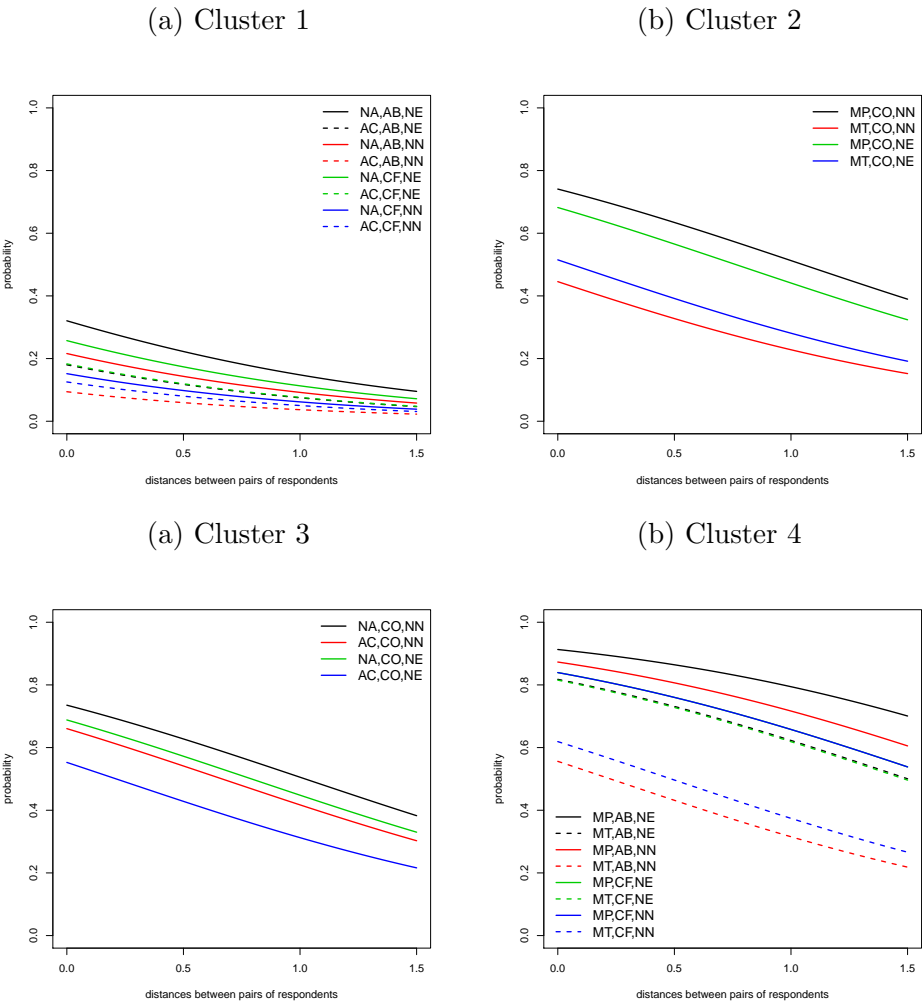 (a) Cluster 1
0.0 0.2 0.4 0.6 0.8 1.0
probability
NA,AB,NE
AC,AB,NE
NA,AB,NN
AC,AB,NN
NA,CF,NE
AC,CF,NE
NA,CF,NN
AC,CF,NN
0.0 0.5 1.0 1.5
distances between pairs of respondents
(b) Cluster 2
0.0 0.2 0.4 0.6 0.8 1.0
probability
MP,CO,NN
MT,CO,NN
MP,CO,NE
MT,CO,NE
0.0 0.5 1.0 1.5
distances between pairs of respondents
(a) Cluster 3
0.0 0.2 0.4 0.6 0.8 1.0
probability
NA,CO,NN
AC,CO,NN
NA,CO,NE
AC,CO,NE
0.0 0.5 1.0 1.5
distances between pairs of respondents
(b) Cluster 4
0.0 0.2 0.4 0.6 0.8 1.0
probability
MP,AB,NE
MT,AB,NE
MP,AB,NN
MT,AB,NN
MP,CF,NE
MT,CF,NE
MP,CF,NN
MT,CF,NN
0.0 0.5 1.0 1.5
distances between pairs of respondents